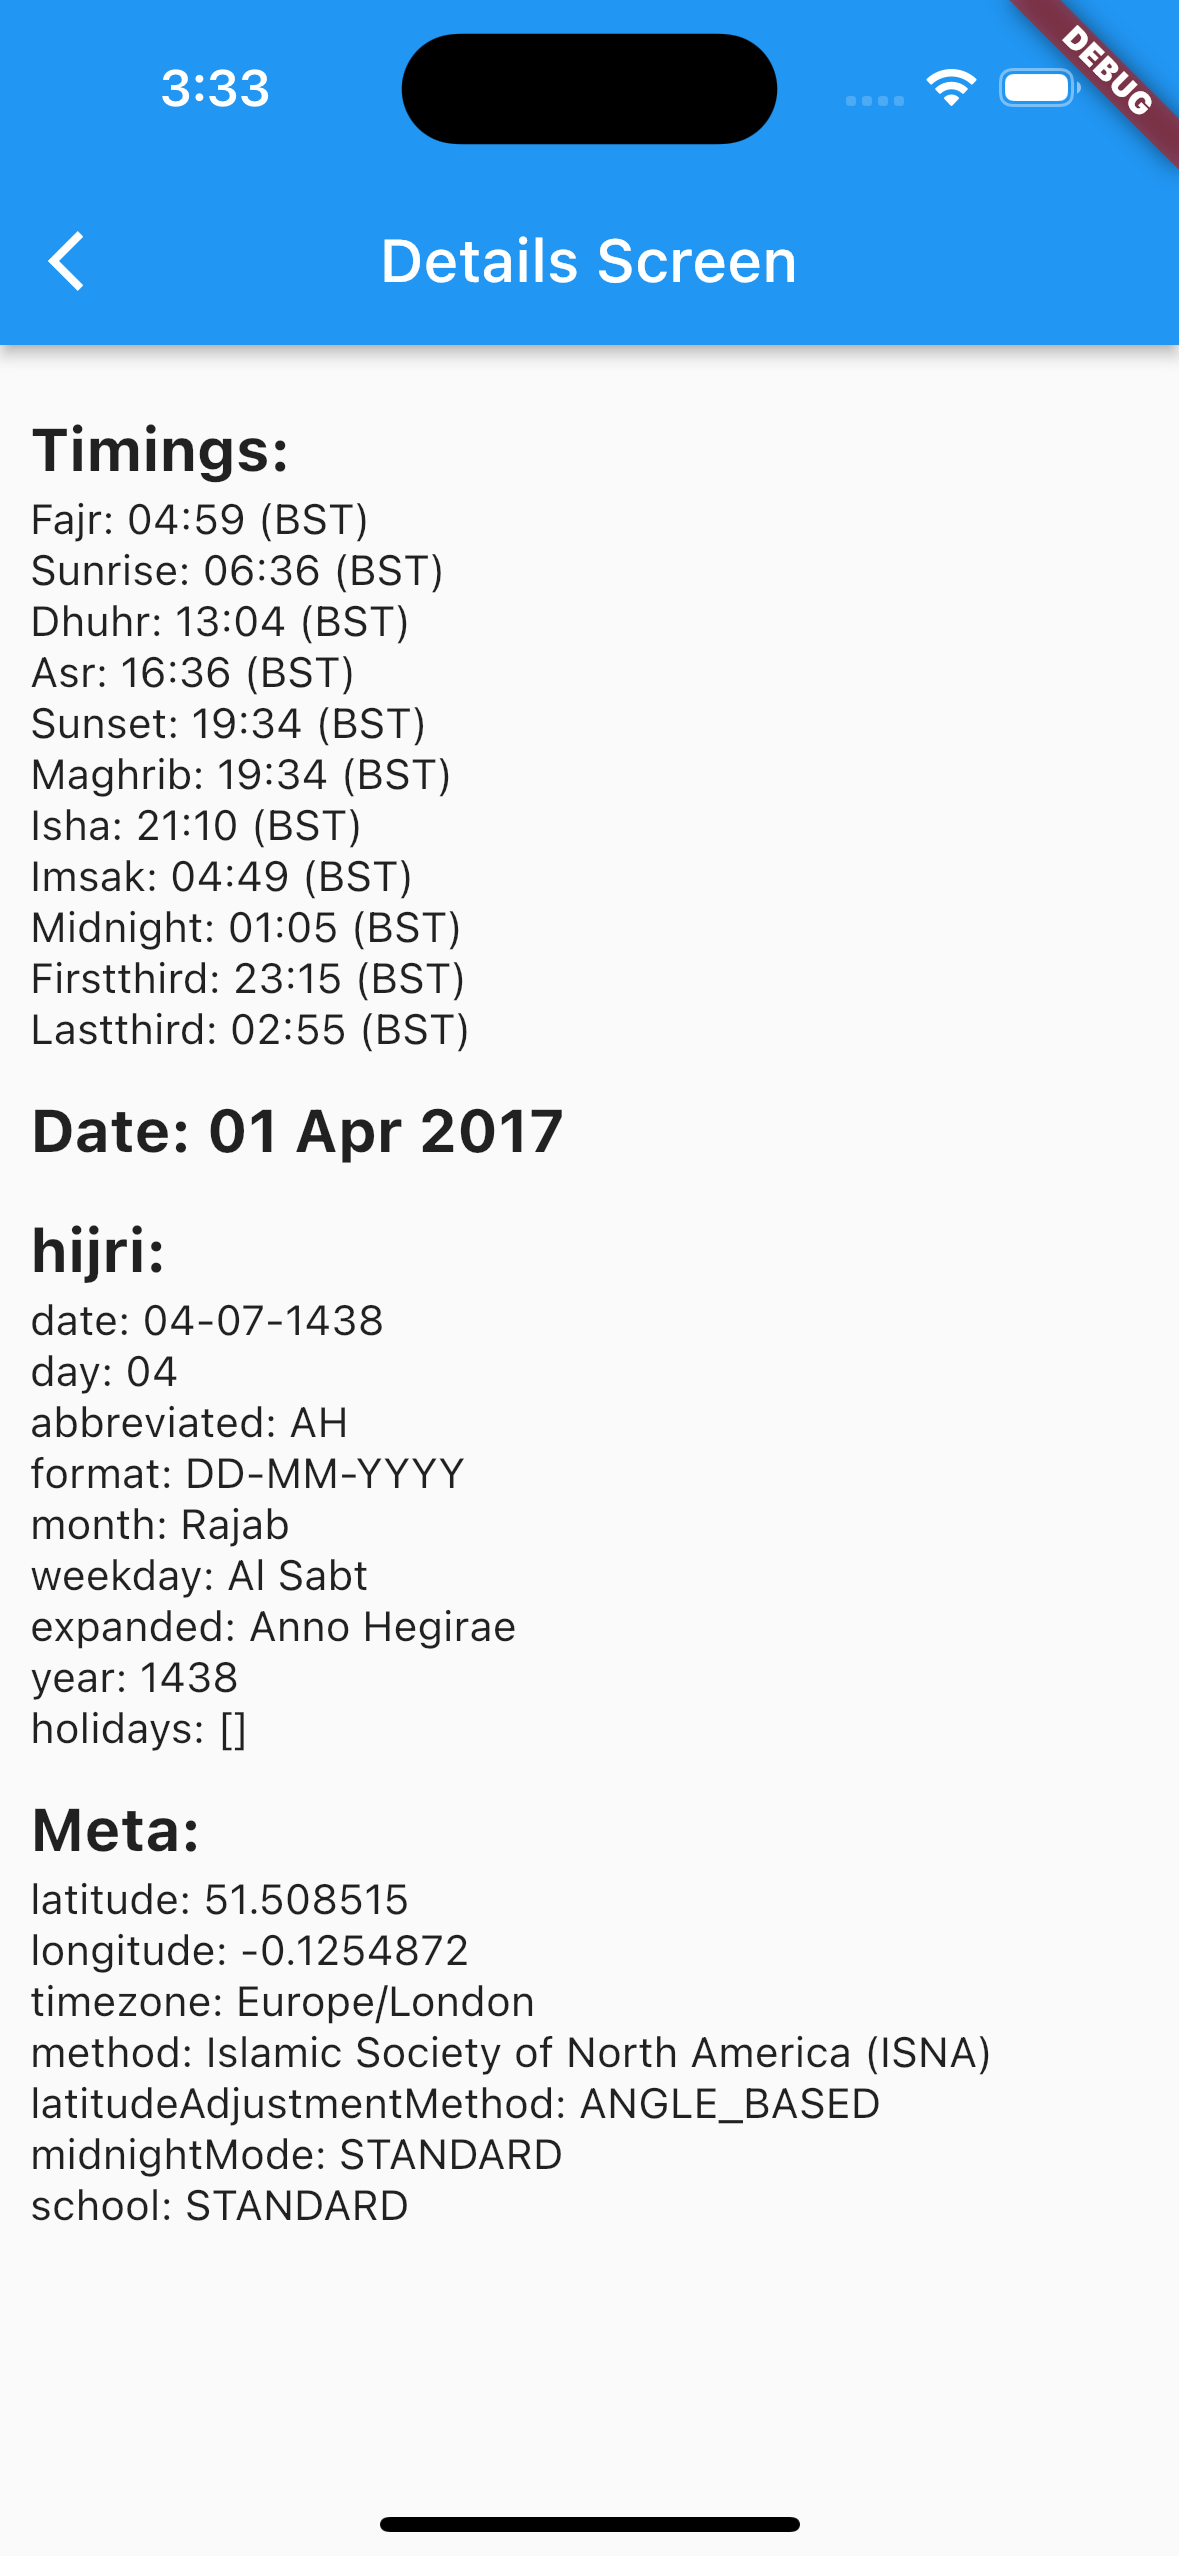 3:33
DEBUG
Details Screen
Timings:
Fajr: 04:59 (BST)
Sunrise: 06:36 (BST)
Dhuhr: 13:04 (BST)
Asr: 16:36 (BST)
Sunset: 19:34 (BST)
Maghrib: 19:34 (BST)
Isha: 21:10 (BST)
Imsak: 04:49 (BST)
Midnight: 01:05 (BST)
Firstthird: 23:15 (BST)
Lastthird: 02:55 (BST)
Date: 01 Apr 2017
hijri:
date: 04-07-1438
day: 04
abbreviated: AH
format: DD-MM-YYYY
month: Rajab
weekday: Al Sabt
expanded: Anno Hegirae
year: 1438
holidays: []
Meta:
latitude: 51.508515
longitude: -0.1254872
timezone: Europe/London
method: Islamic Society of North America (ISNA)
latitudeAdjustmentMethod: ANGLE_BASED
midnightMode: STANDARD
school: STANDARD